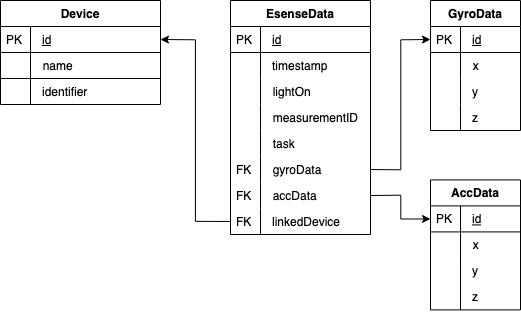 Device
PK id
name
identifier
EsenseData
PK id
timestamp
lightOn
measurementID
task
FK gyroData
FK accData
FK linkedDevice
GyroData
PK id
x
y
z
AccData
PK id
x
y
z